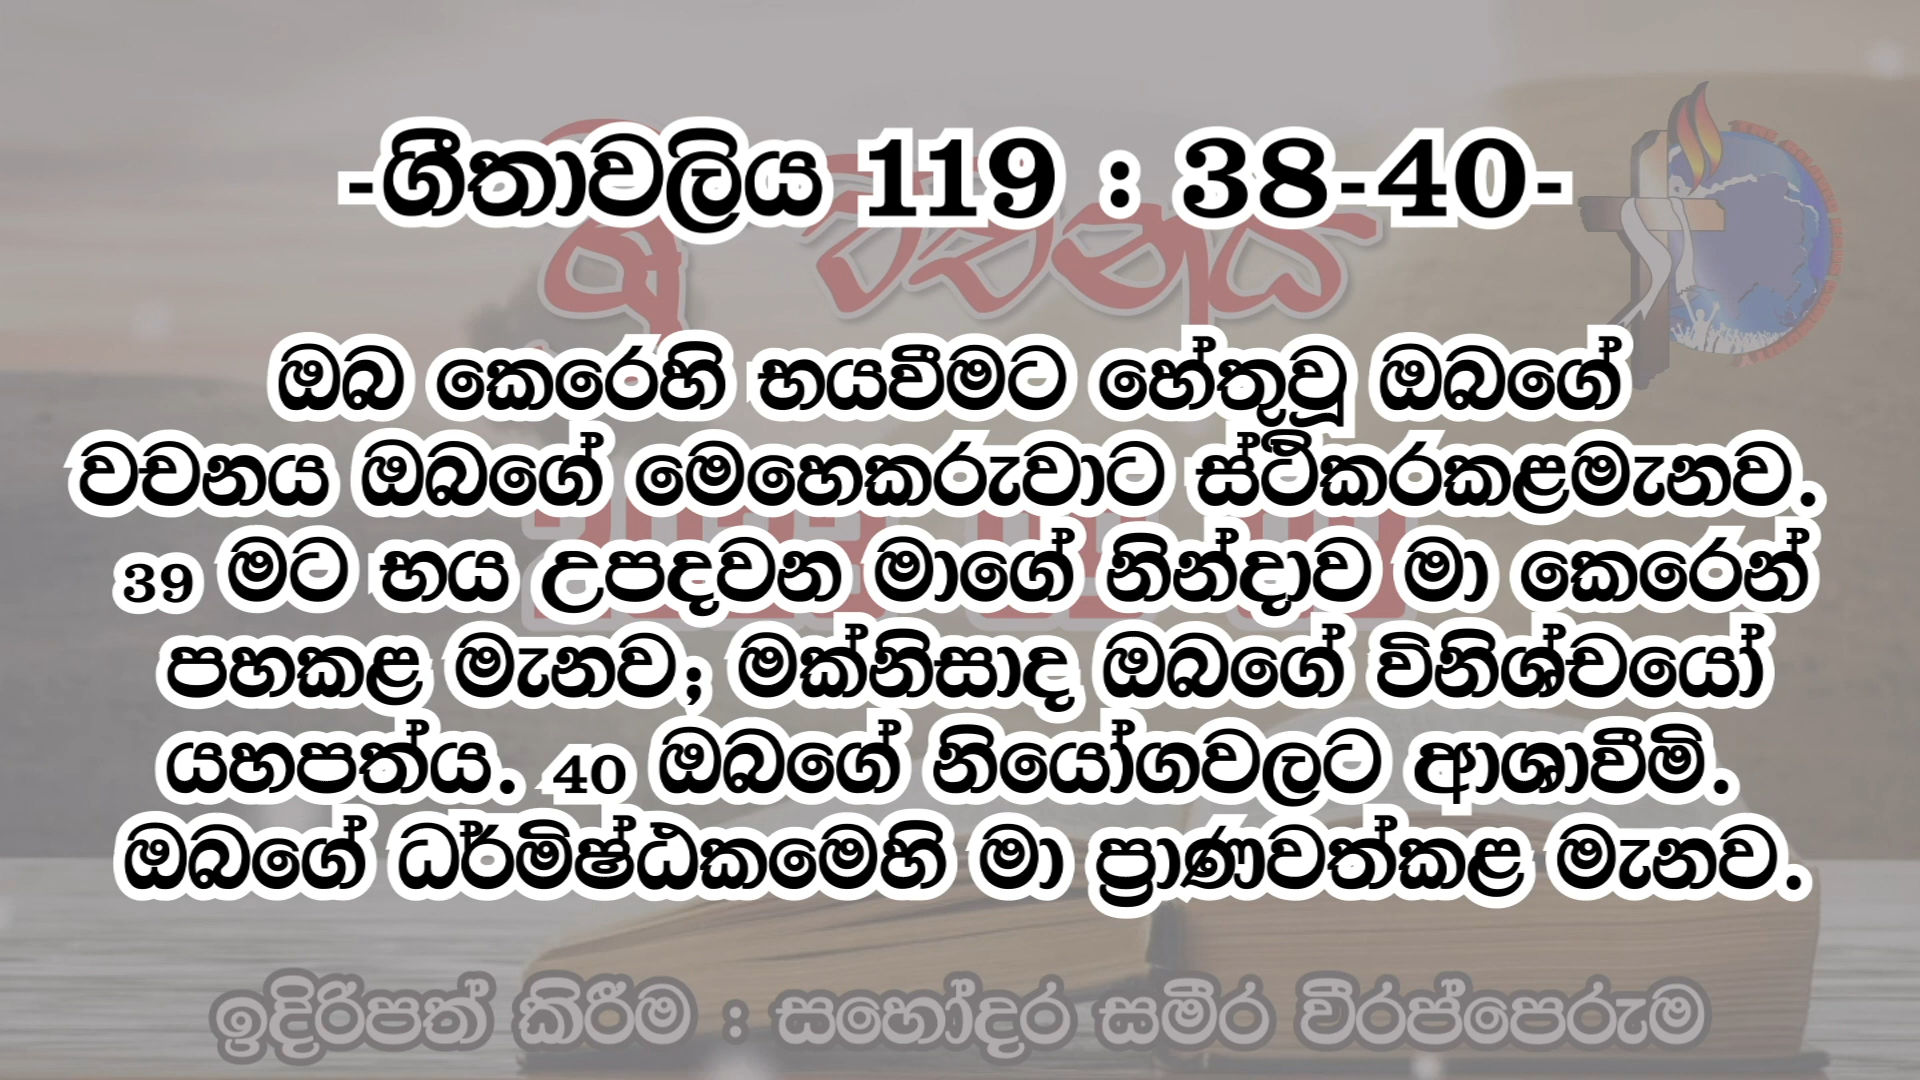 -ගීතාවලිය 119 : 38-40-
ඔබ කෙරෙහි භයවීමට හේතුවූ ඔබගේ
වචනය ඔබගේ මෙහෙකරුවාට ස්ථිකරකළමැනව.
39 මට භය උපදවන මාගේ නින්දාව මා කෙරෙන්
පහකළ මැනව; මක්නිසාද ඔබගේ විනිශ්චයෝ
යහපත්ය. 40 ඔබගේ නියෝගවලට ආශාවීමි.
ඔබගේ ධර්මිෂ්ඨකමෙහි මා ප්‍රාණවත්කළ මැනව.
ඉදිරිපත් කිරීම : සහෝදර සමීර වීරප්පෙරුම